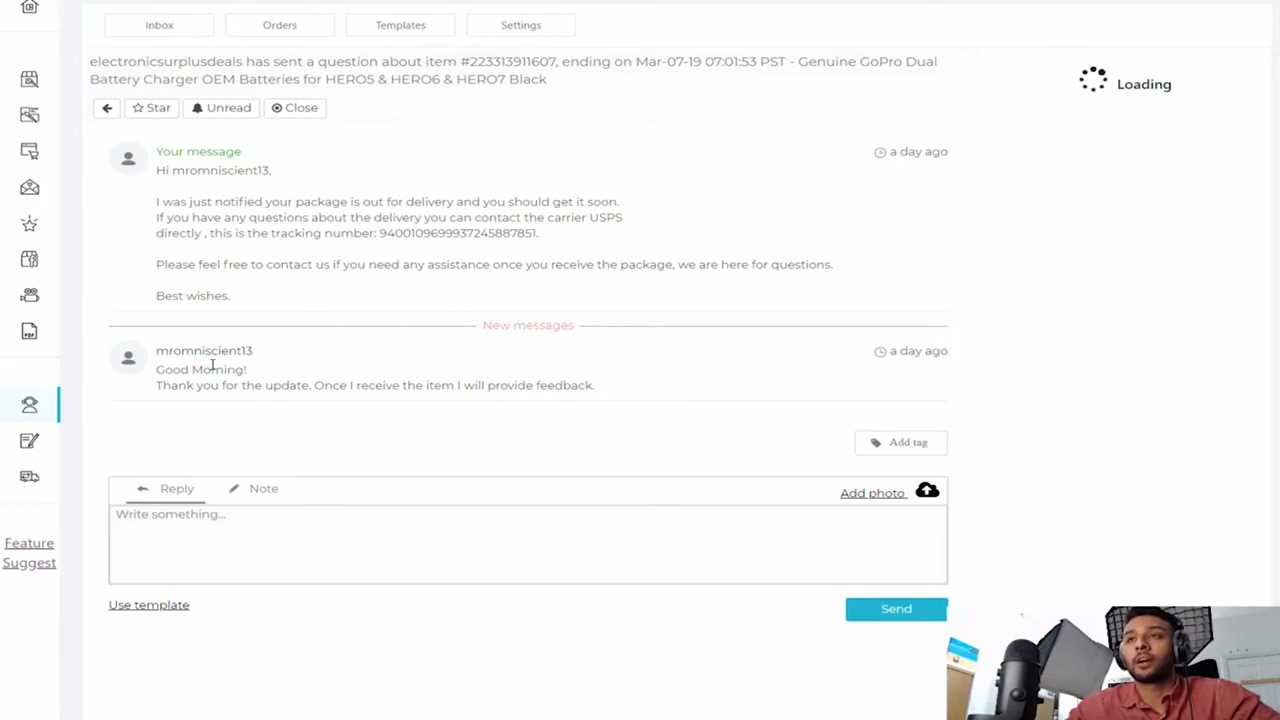 Inbox
Orders
Templates
Settings
electronicsurplusdeals has sent a question about item #223313911607, ending on Mar-07-19 07:01:53 PST - Genuine GoPro Dual
Battery Charger OEM Batteries for HERO5 & HERO6 & HERO7 Black
Loading
Star
Unread
Close
Your message
a day ago
Hi mromniscient13,
I was just notified your package is out for delivery and you should get it soon.
If you have any questions about the delivery you can contact the carrier USPS
directly , this is the tracking number: 9400109699937245887851.
Please feel free to contact us if you need any assistance once you receive the package, we are here for questions.
Best wishes.
New messages
mromniscient13
a day ago
Good Morning!
Thank you for the update. Once I receive the item I will provide feedback.
Add tag
Reply
Note
Add photo
Write something...
Feature
Suggest
Use template
Send